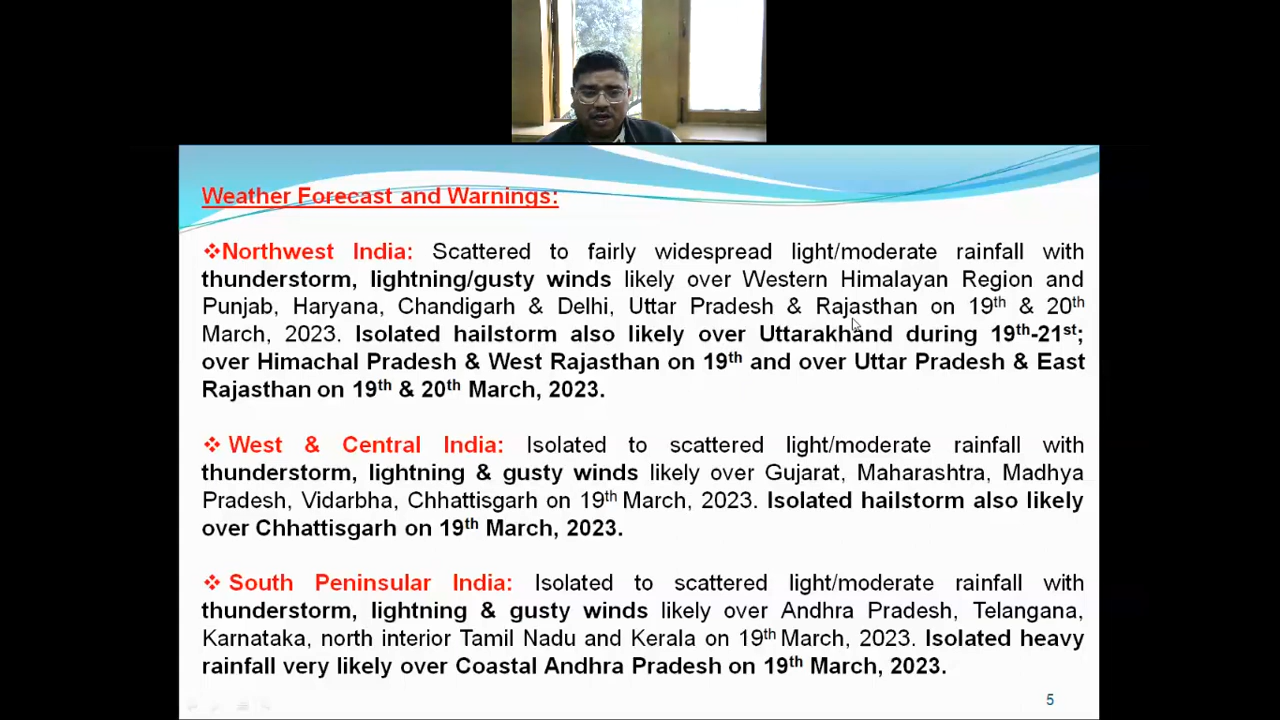 Weather Forecast and Warnings:
❖Northwest India: Scattered to fairly widespread light/moderate rainfall with
thunderstorm, lightning/gusty winds likely over Western Himalayan Region and
Punjab, Haryana, Chandigarh & Delhi, Uttar Pradesh & Rajasthan on 19th & 20th
March, 2023. Isolated hailstorm also likely over Uttarakhand during 19th-21st;
over Himachal Pradesh & West Rajasthan on 19th and over Uttar Pradesh & East
Rajasthan on 19th & 20th March, 2023.
❖ West & Central India: Isolated to scattered light/moderate rainfall with
thunderstorm, lightning & gusty winds likely over Gujarat, Maharashtra, Madhya
Pradesh, Vidarbha, Chhattisgarh on 19th March, 2023. Isolated hailstorm also likely
over Chhattisgarh on 19th March, 2023.
❖ South Peninsular India: Isolated to scattered light/moderate rainfall with
thunderstorm, lightning & gusty winds likely over Andhra Pradesh, Telangana,
Karnataka, north interior Tamil Nadu and Kerala on 19th March, 2023. Isolated heavy
rainfall very likely over Coastal Andhra Pradesh on 19th March, 2023.
5